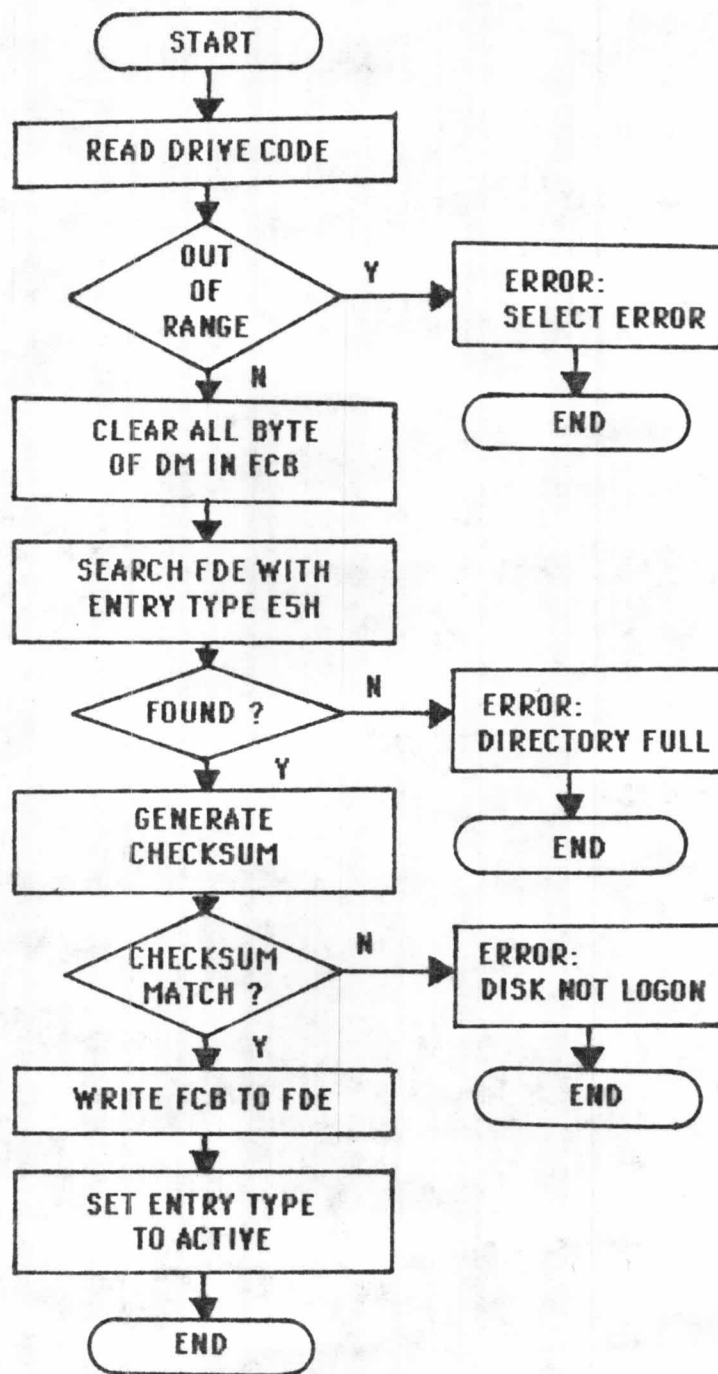 START
READ DRIVE CODE
OUT
OF
RANGE
Y
ERROR:
SELECT ERROR
N
END
CLEAR ALL BYTE
OF DM IN FCB
SEARCH FDE WITH
ENTRY TYPE E5H
FOUND ?
N
ERROR:
DIRECTORY FULL
Y
END
GENERATE
CHECKSUM
CHECKSUM
MATCH ?
N
ERROR:
DISK NOT LOGON
Y
END
WRITE FCB TO FDE
SET ENTRY TYPE
TO ACTIVE
END